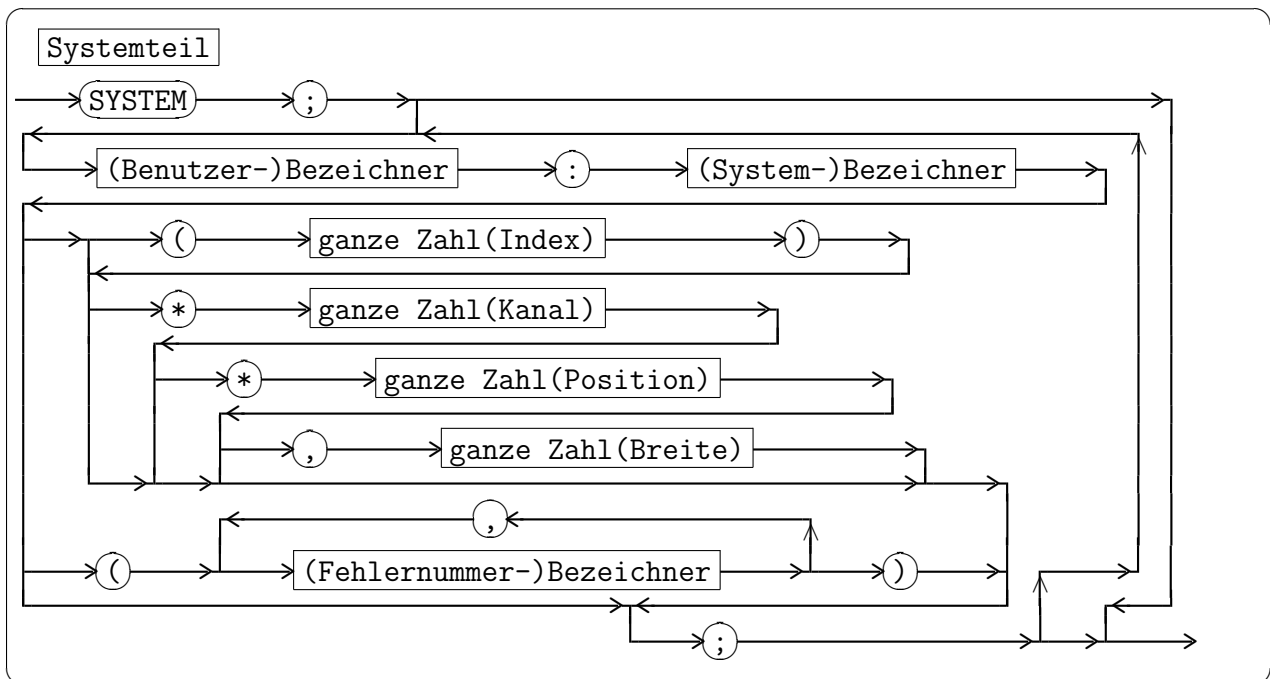 Systemteil
SYSTEM ;
(Benutzer-)Bezeichner : (System-)Bezeichner
( ganze Zahl(Index) )
* ganze Zahl(Kanal)
* ganze Zahl(Position)
, ganze Zahl(Breite)
,
( (Fehlernummer-)Bezeichner )
;